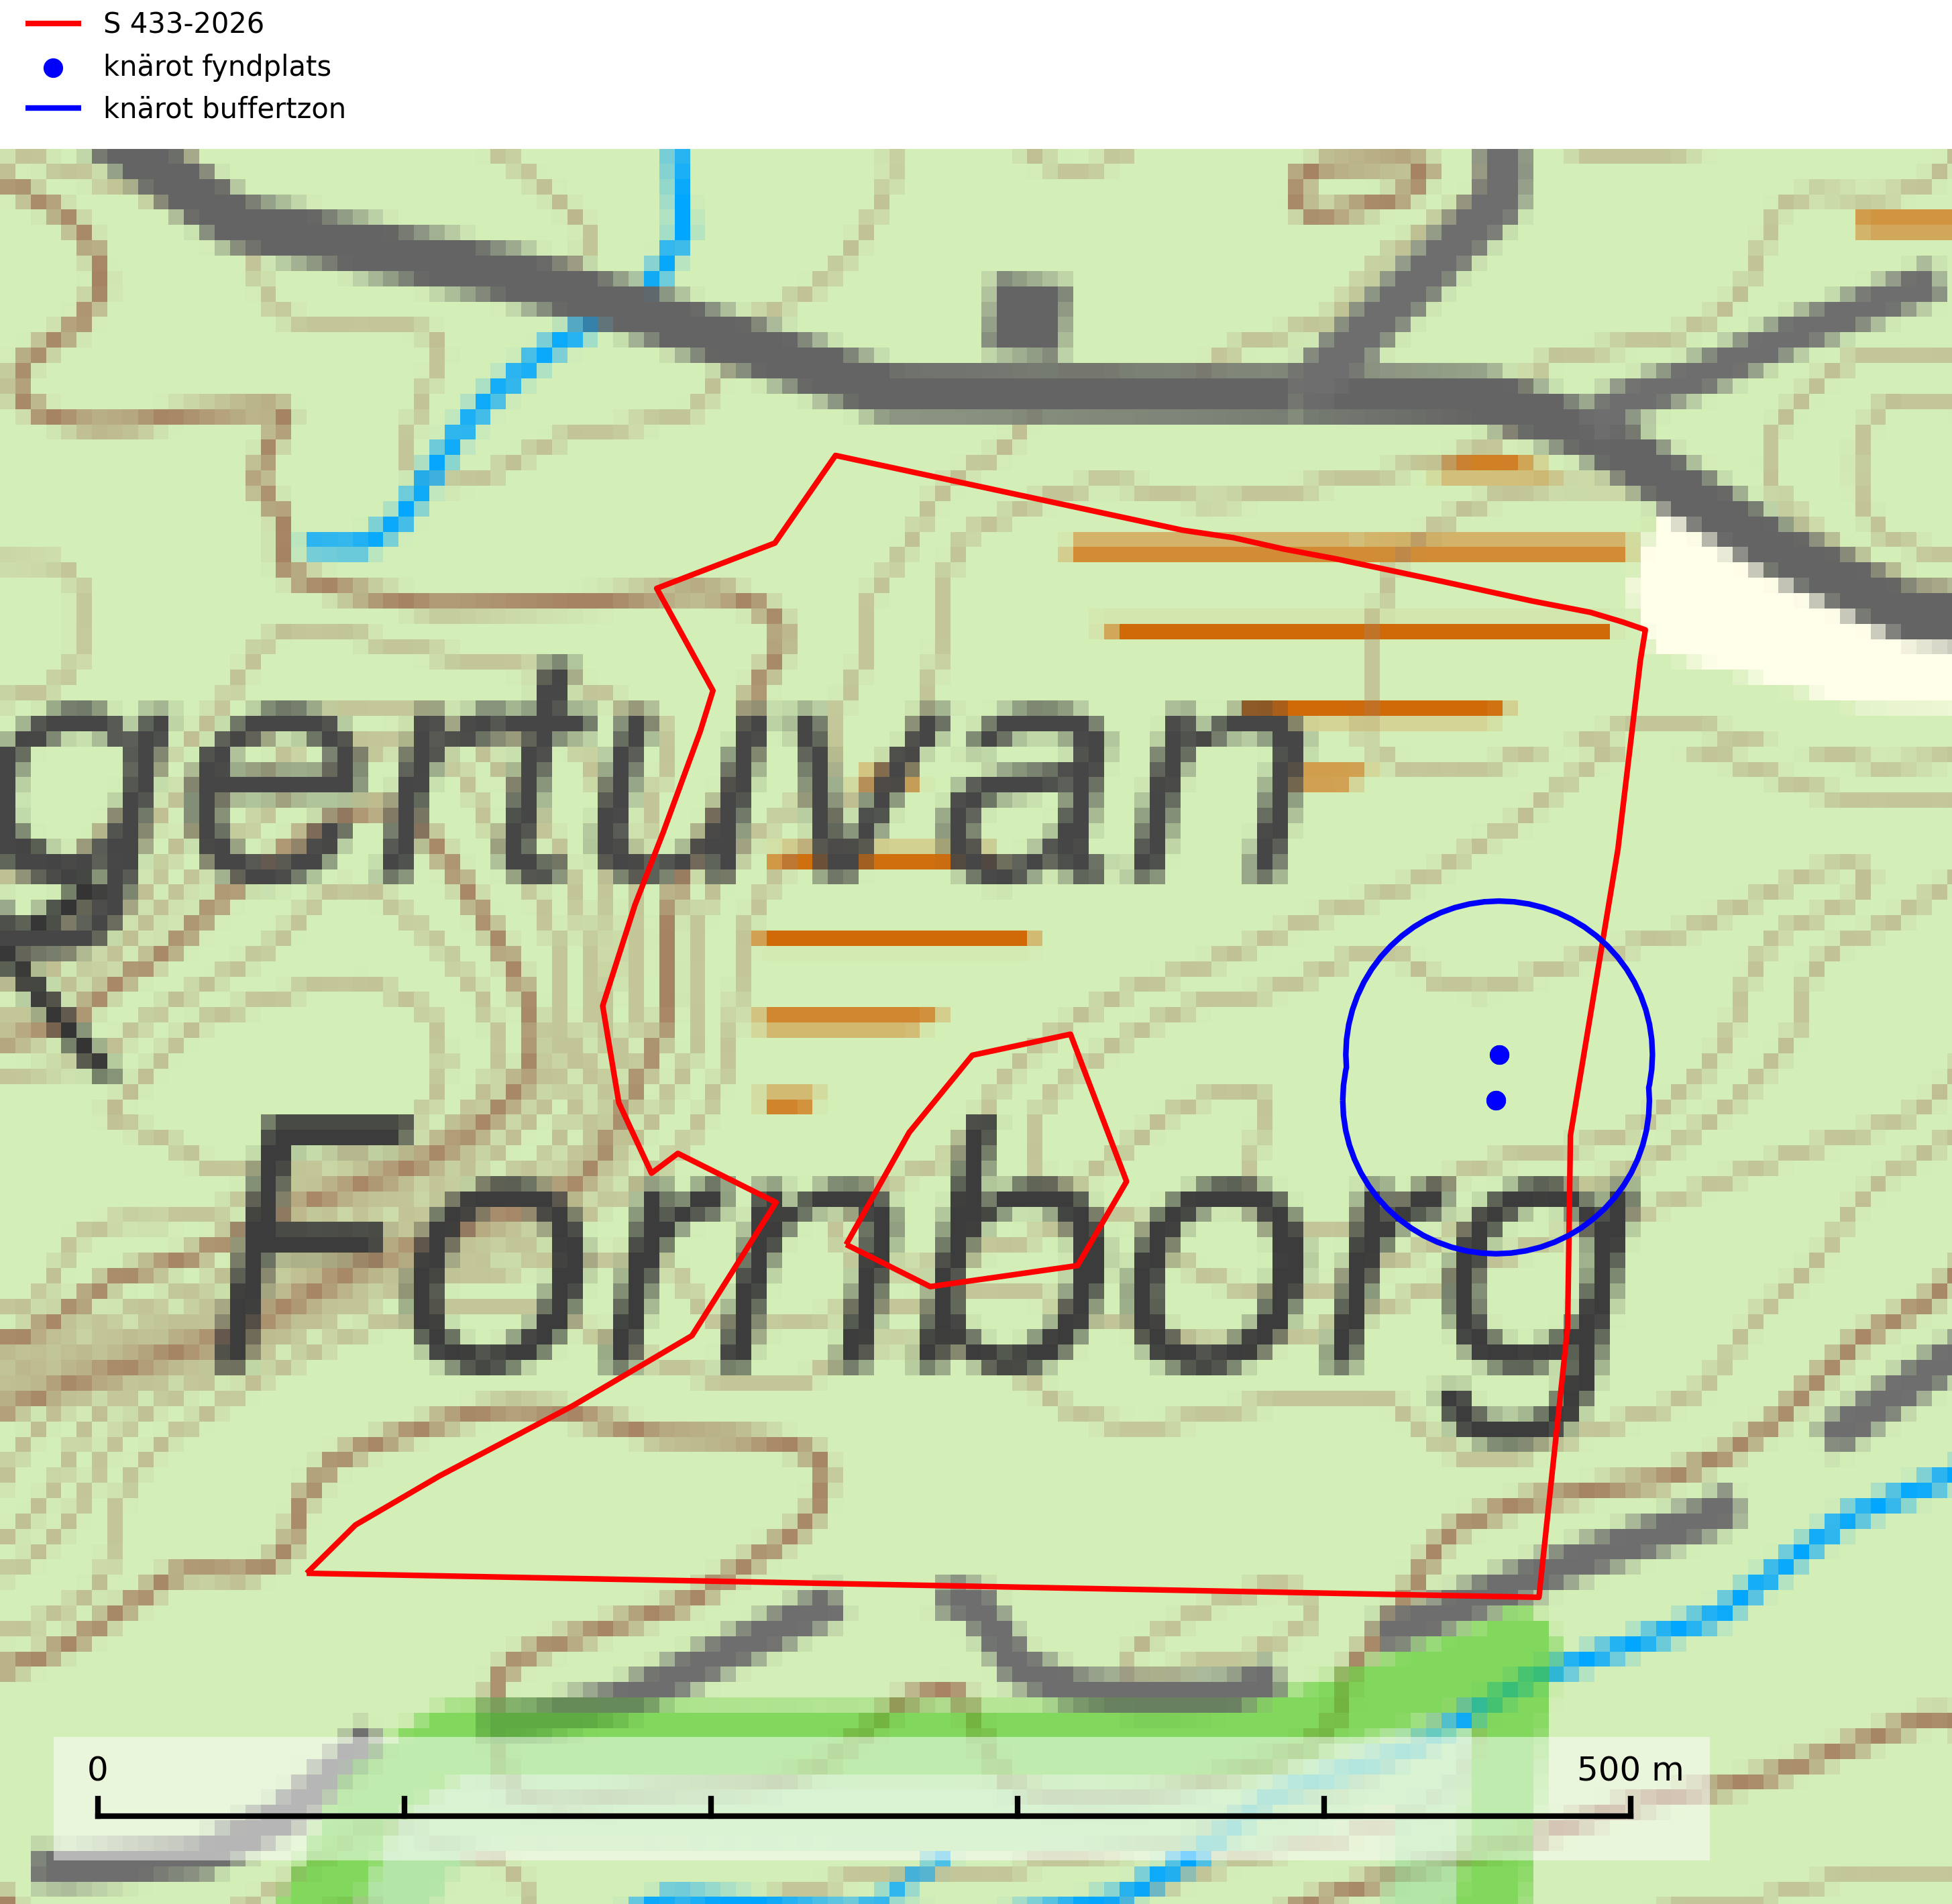 S 433-2026
knärot fyndplats
knärot buffertzon
gertuvan
Fornborg
0 500 m